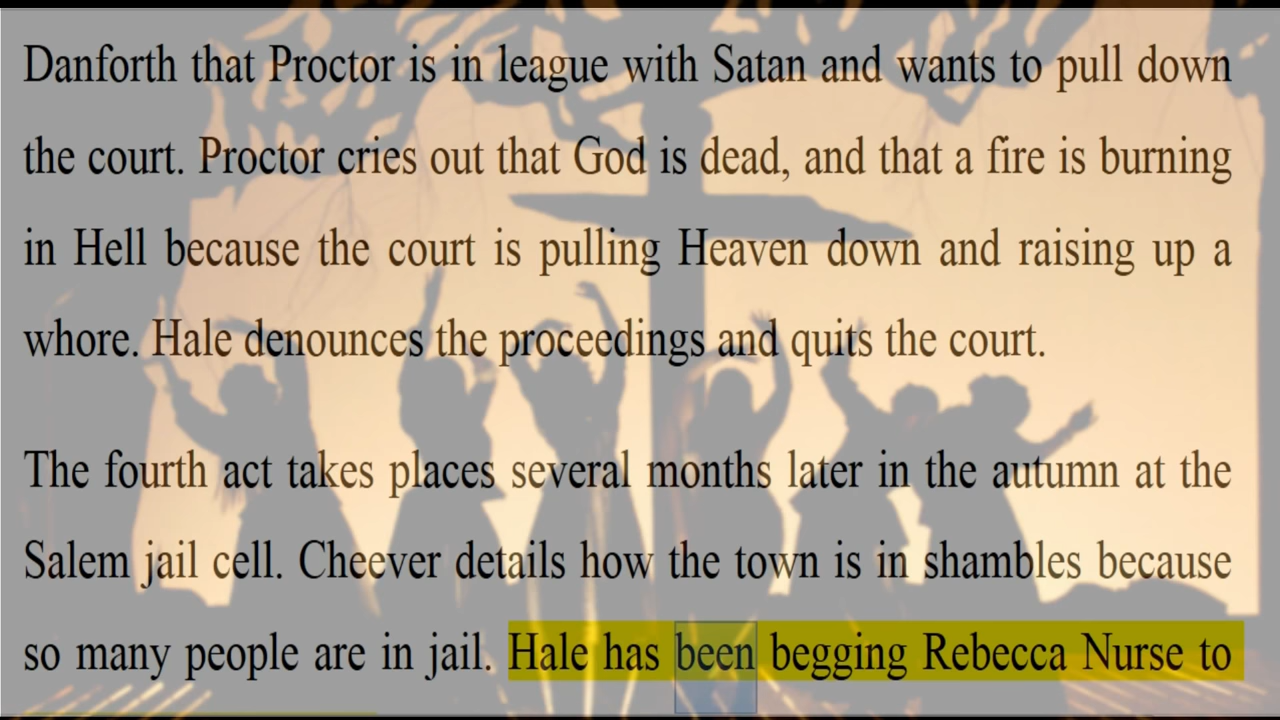 Danforth that Proctor is in league with Satan and wants to pull down
the court. Proctor cries out that God is dead, and that a fire is burning
in Hell because the court is pulling Heaven down and raising up a
whore. Hale denounces the proceedings and quits the court.
The fourth act takes places several months later in the autumn at the
Salem jail cell. Cheever details how the town is in shambles because
so many people are in jail. Hale has been begging Rebecca Nurse to